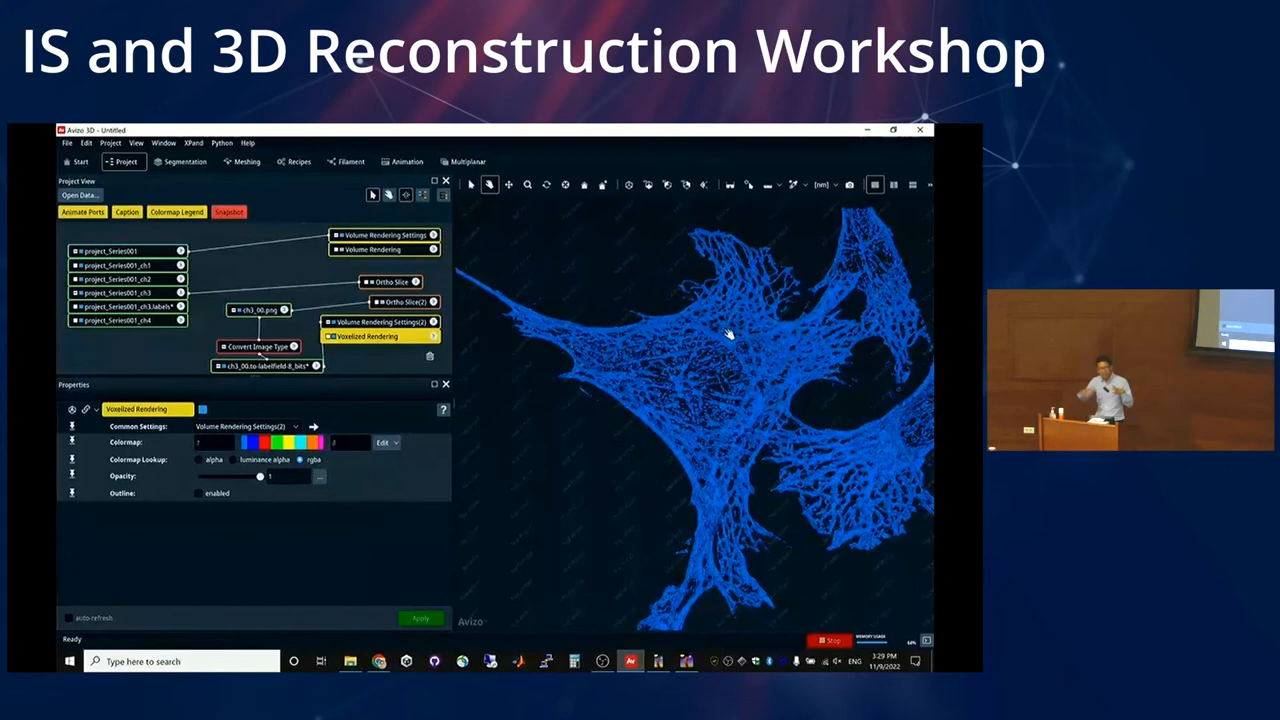 IS and 3D Reconstruction Workshop
Avizo 3D - Untitled
File Edit Project View Window XPand Python Help
Start Project Segmentation Meshing Recipes Filament Animation Multiplanar
Project View
Open Data...
[nm]
Animate Ports Caption Colormap Legend Snapshot
Volume Rendering Settings
project_Series001
Volume Rendering
project_Series001_ch1
project_Series001_ch2
Ortho Slice
project_Series001_ch3
Ortho Slice(2)
project_Series001_ch3.labels*
ch3_00.png
project_Series001_ch4
Volume Rendering Settings(2)
Voxelized Rendering
Convert Image Type
ch3_00.to-labelfield-8_bits*
Properties
Voxelized Rendering
?
Common Settings: Volume Rendering Settings(2)
Colormap: Edit
Colormap Lookup: alpha luminance alpha rgba
Opacity: 1 ...
Outline: enabled
auto refresh Apply
Avizo
Ready
Stop
MEMORY USAGE
64%
Type here to search
ENG
3:29 PM
11/9/2022